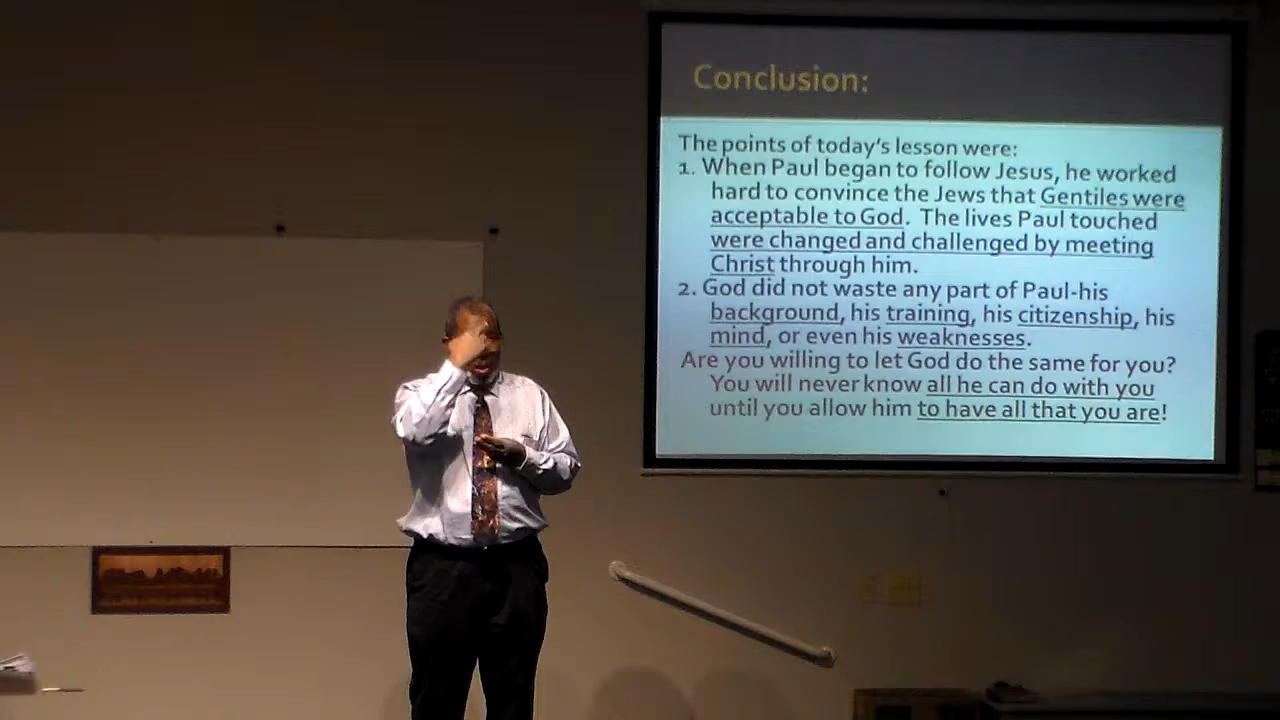 Conclusion:
The points of today's lesson were:
1. When Paul began to follow Jesus, he worked
hard to convince the Jews that Gentiles were
acceptable to God. The lives Paul touched
were changed and challenged by meeting
Christ through him.
2. God did not waste any part of Paul-his
background, his training, his citizenship, his
mind, or even his weaknesses.
Are you willing to let God do the same for you?
You will never know all he can do with you
until you allow him to have all that you are!